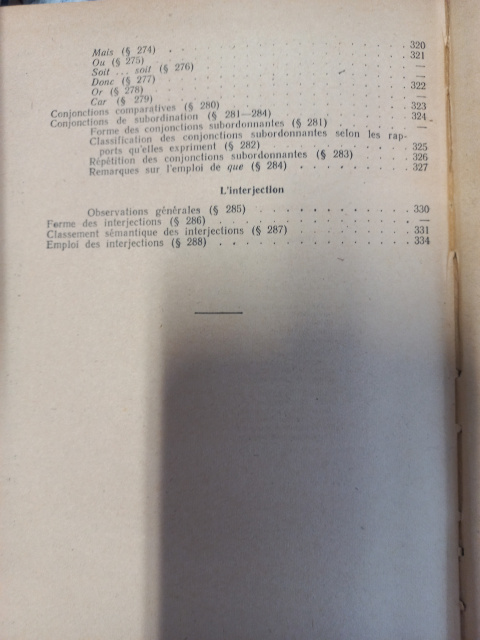 Mais (§ 274) . . . . . . . . . . . . . . . 320
Ou (§ 275) . . . . . . . . . . . . . . . 321
Soit ... soit (§ 276) . . . . . . . . . . . . —
Donc (§ 277) . . . . . . . . . . . . . . . —
Or (§ 278) . . . . . . . . . . . . . . . 322
Car (§ 279) . . . . . . . . . . . . . . . —
Conjonctions comparatives (§ 280) . . . . . . . . . 323
Conjonctions de subordination (§ 281—284) . . . . . . . 324
Forme des conjonctions subordonnantes (§ 281) . . . . . —
Classification des conjonctions subordonnantes selon les rap-
ports qu'elles expriment (§ 282) . . . . . . . . 325
Répétition des conjonctions subordonnantes (§ 283) . . . . 326
Remarques sur l'emploi de que (§ 284) . . . . . . . 327
L'interjection
Observations générales (§ 285) . . . . . . . . . . 330
Forme des interjections (§ 286) . . . . . . . . . . —
Classement sémantique des interjections (§ 287) . . . . . . 331
Emploi des interjections (§ 288) . . . . . . . . . . 334